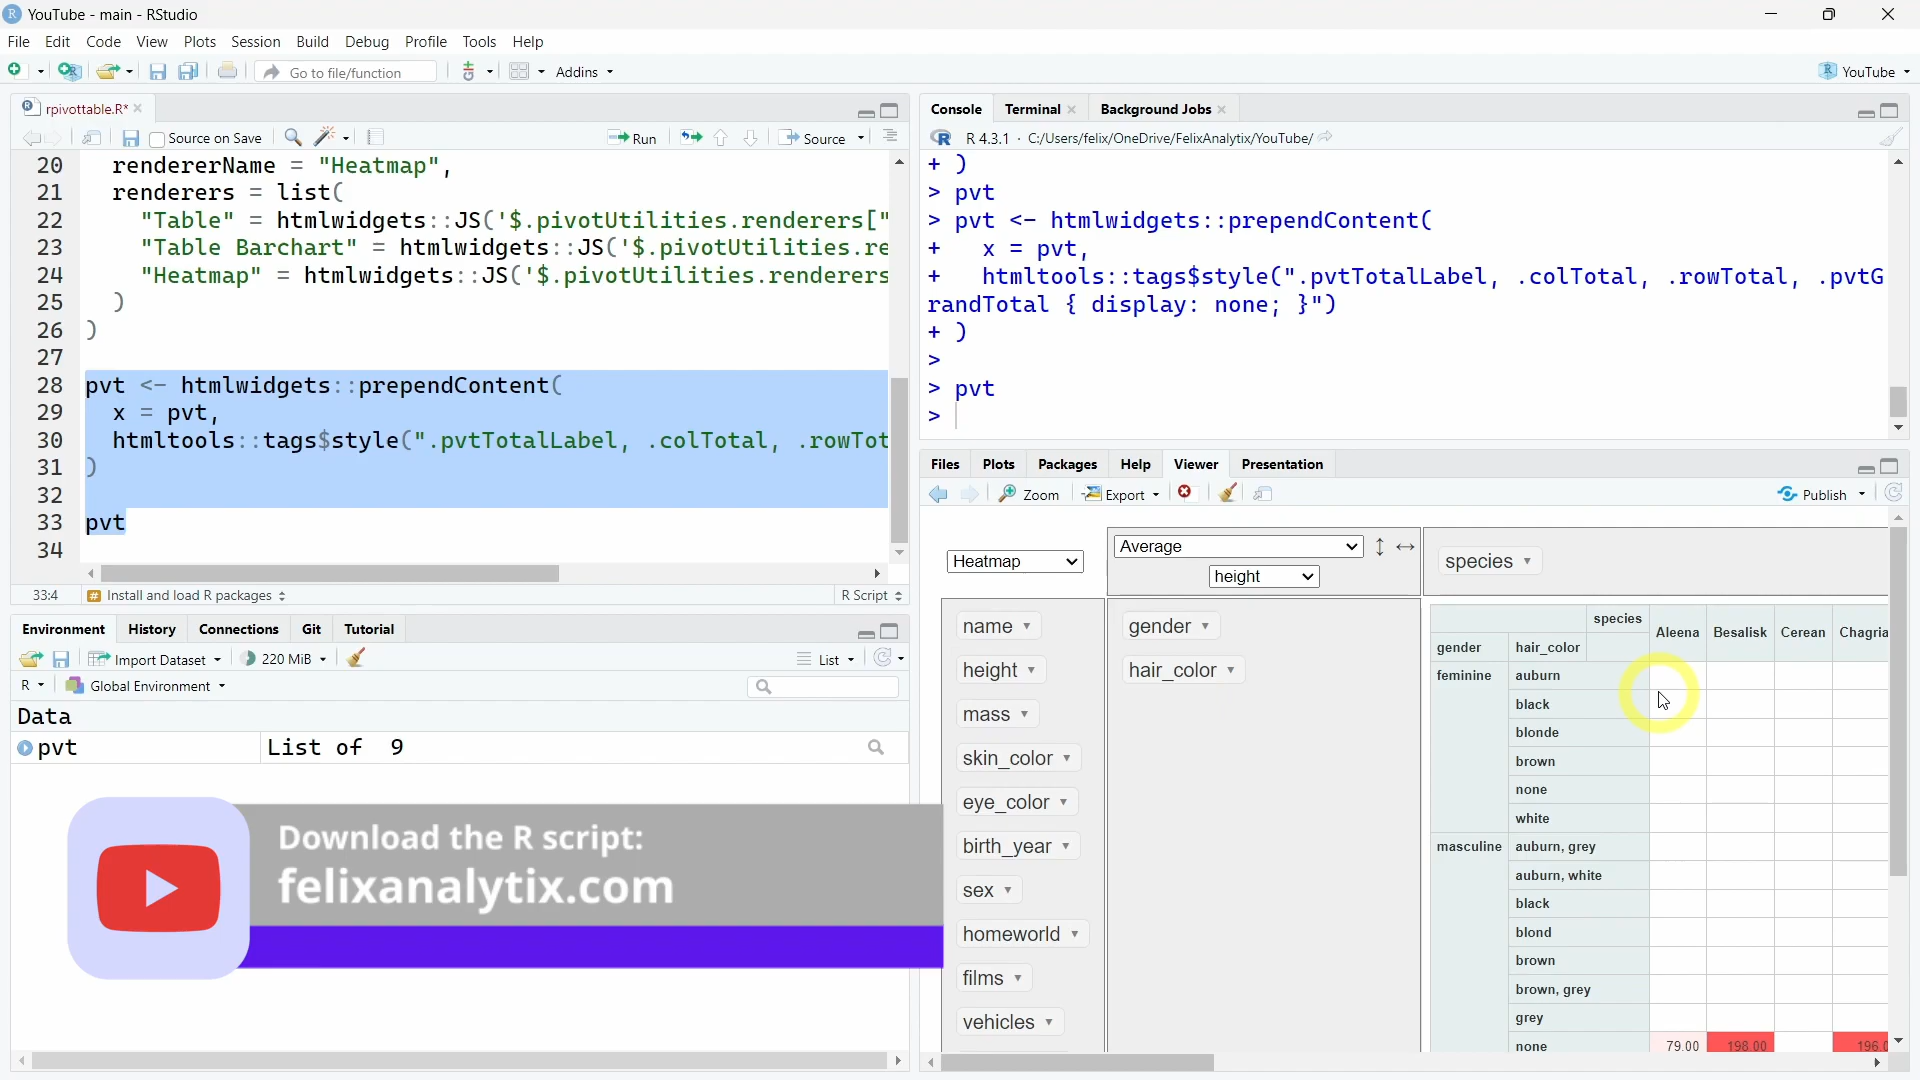 YouTube - main - RStudio
File Edit Code View Plots Session Build Debug Profile Tools Help
Go to file/function Addins YouTube
rpivottable.R*
Source on Save Run Source
20 rendererName = "Heatmap",
21 renderers = list(
22 "Table" = htmlwidgets::JS('$.pivotUtilities.renderers["
23 "Table Barchart" = htmlwidgets::JS('$.pivotUtilities.re
24 "Heatmap" = htmlwidgets::JS('$.pivotUtilities.renderers
25 )
26 )
27
28 pvt <- htmlwidgets::prependContent(
29 x = pvt,
30 htmltools::tags$style(".pvtTotalLabel, .colTotal, .rowTot
31 )
32
33 pvt
34
33:4 # Install and load R packages R Script
Console Terminal Background Jobs
R 4.3.1 · C:/Users/felix/OneDrive/FelixAnalytix/YouTube/
+ )
> pvt
> pvt <- htmlwidgets::prependContent(
+ x = pvt,
+ htmltools::tags$style(".pvtTotalLabel, .colTotal, .rowTotal, .pvtG
randTotal { display: none; }")
+ )
>
> pvt
>
Environment History Connections Git Tutorial
Import Dataset 220 MiB List
R Global Environment
Data
pvt List of 9
Download the R script:
felixanalytix.com
Files Plots Packages Help Viewer Presentation
Zoom Export Publish
Heatmap
Average
height
species
name
height
mass
skin_color
eye_color
birth_year
sex
homeworld
films
vehicles
gender
hair_color
species Aleena Besalisk Cerean Chagria
gender hair_color
feminine auburn
black
blonde
brown
none
white
masculine auburn, grey
auburn, white
black
blond
brown
brown, grey
grey
none 79.00 198.00 196.0